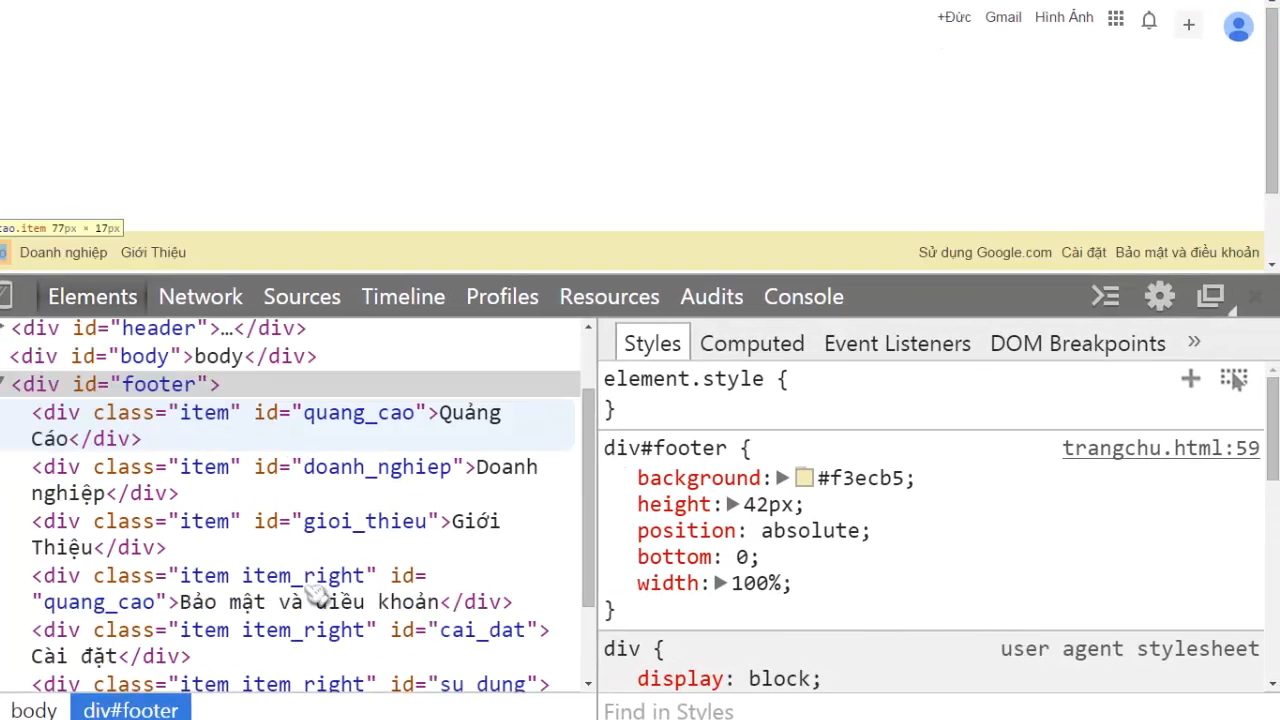 +Đức Gmail Hình Ảnh
cao.item 77px × 17px
Doanh nghiệp Giới Thiệu Sử dụng Google.com Cài đặt Bảo mật và điều khoản
Elements Network Sources Timeline Profiles Resources Audits Console
<div id="header">…</div>
<div id="body">body</div>
<div id="footer">
<div class="item" id="quang_cao">Quảng
Cáo</div>
<div class="item" id="doanh_nghiep">Doanh
nghiệp</div>
<div class="item" id="gioi_thieu">Giới
Thiệu</div>
<div class="item item_right" id=
"quang_cao">Bảo mật và điều khoản</div>
<div class="item item_right" id="cai_dat">
Cài đặt</div>
<div class="item item_right" id="su_dung">
body div#footer
Styles Computed Event Listeners DOM Breakpoints »
element.style {
}
div#footer { trangchu.html:59
background: #f3ecb5;
height: 42px;
position: absolute;
bottom: 0;
width: 100%;
}
div { user agent stylesheet
display: block;
Find in Styles